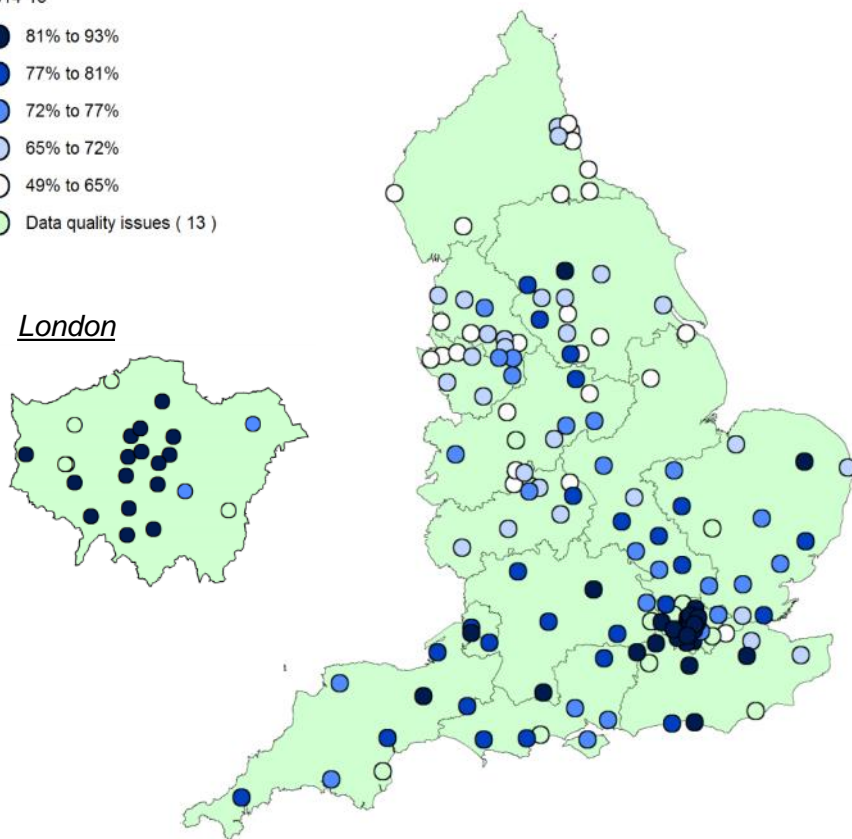 81% to 93%
77% to 81%
72% to 77%
65% to 72%
49% to 65%
Data quality issues ( 13 )
London